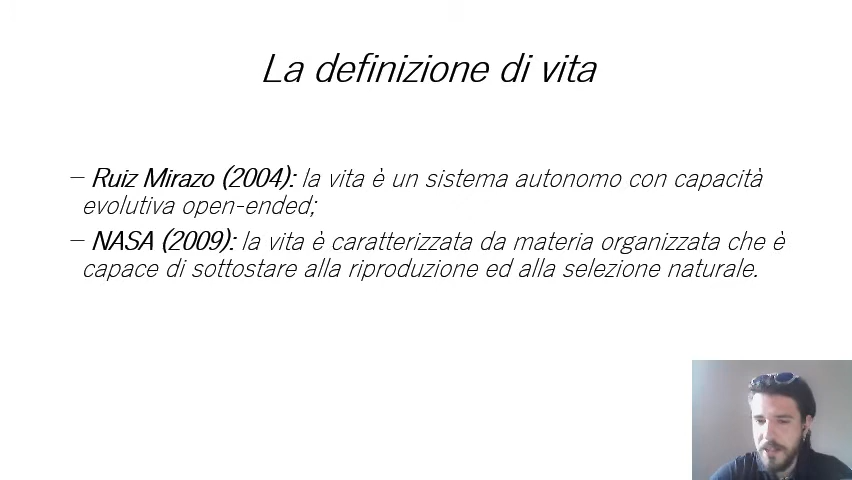 La definizione di vita
– Ruiz Mirazo (2004): la vita è un sistema autonomo con capacità
evolutiva open-ended;
– NASA (2009): la vita è caratterizzata da materia organizzata che è
capace di sottostare alla riproduzione ed alla selezione naturale.